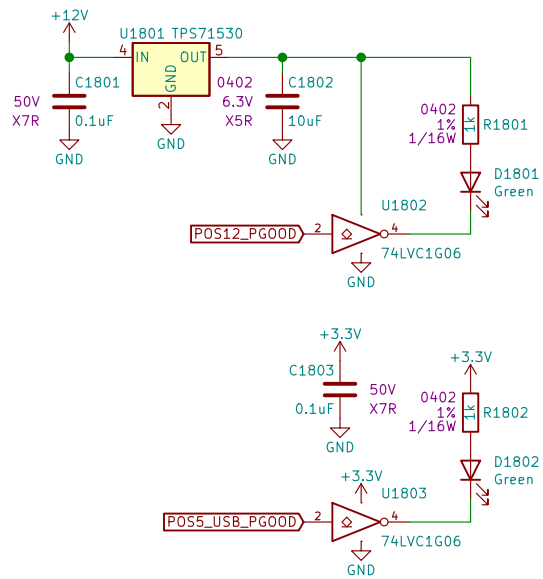 +12V
U1801 TPS71530
4
IN
OUT
5
GND
2
GND
C1801
50V
X7R
0.1uF
GND
C1802
0402
6.3V
X5R
10uF
GND
0402
1%
1/16W
1k
R1801
D1801
Green
U1802
POS12_PGOOD
2
4
74LVC1G06
GND
+3.3V
C1803
50V
0.1uF
X7R
GND
+3.3V
0402
1%
1/16W
1k
R1802
D1802
Green
+3.3V
U1803
POS5_USB_PGOOD
2
4
74LVC1G06
GND